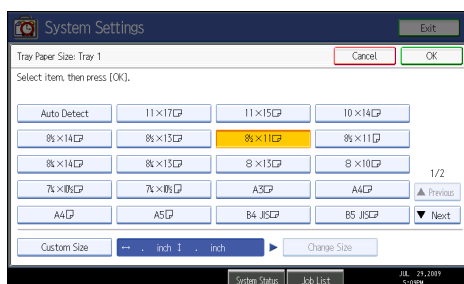 System Settings Exit
Tray Paper Size: Tray 1 Cancel OK
Select item, then press [OK].
Auto Detect 11×17 11×15 10×14
8½×14 8½×13 8½×11 8½×11
8¼×14 8¼×13 8×13 8×10
7¼×10½ 7¼×10½ A3 A4
1/2
▲ Previous
A4 A5 B4 JIS B5 JIS ▼ Next
Custom Size ↔ . inch ↕ . inch ▶ Change Size
System Status Job List JUL 29,2009
5:09PM